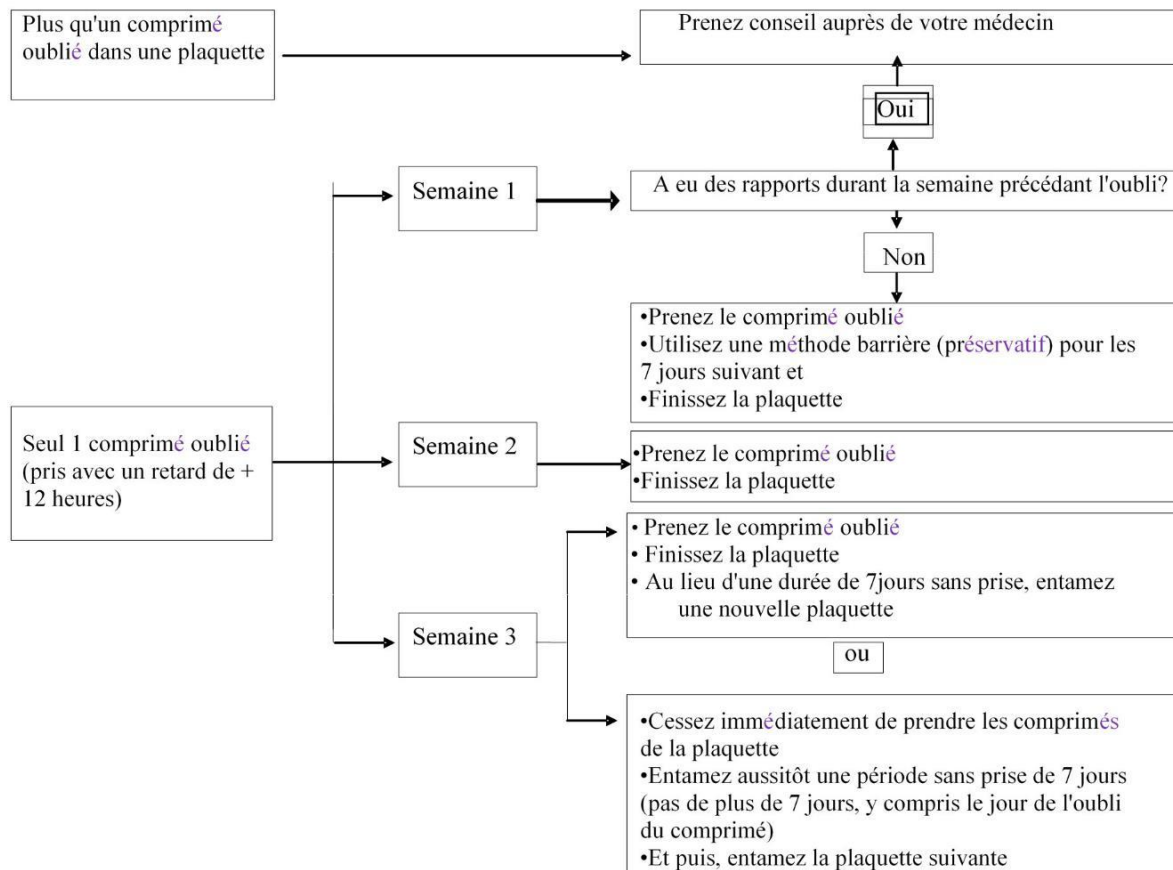 Plus qu'un comprimé
oublié dans une plaquette
Prenez conseil auprès de votre médecin
Oui
Semaine 1
A eu des rapports durant la semaine précédant l'oubli?
Non
•Prenez le comprimé oublié
•Utilisez une méthode barrière (préservatif) pour les
7 jours suivant et
•Finissez la plaquette
Seul 1 comprimé oublié
(pris avec un retard de +
12 heures)
Semaine 2
•Prenez le comprimé oublié
•Finissez la plaquette
Semaine 3
• Prenez le comprimé oublié
• Finissez la plaquette
• Au lieu d'une durée de 7jours sans prise, entamez
une nouvelle plaquette
ou
•Cessez immédiatement de prendre les comprimés
de la plaquette
•Entamez aussitôt une période sans prise de 7 jours
(pas de plus de 7 jours, y compris le jour de l'oubli
du comprimé)
•Et puis, entamez la plaquette suivante